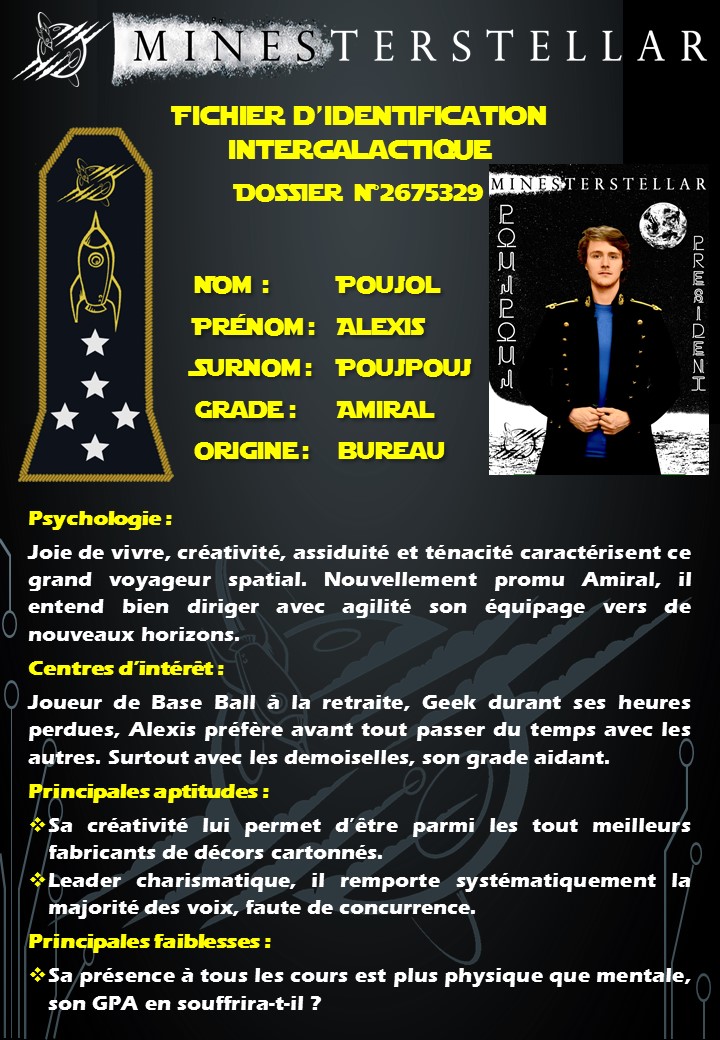 MINESTERSTELLAR
FICHIER D'IDENTIFICATION
INTERGALACTIQUE
DOSSIER N°2675329
MINESTERSTELLAR
POUJPOUJ
PRESIDENT
NOM : POUJOL
PRÉNOM : ALEXIS
SURNOM : POUJPOUJ
GRADE : AMIRAL
ORIGINE : BUREAU
Psychologie :
Joie de vivre, créativité, assiduité et ténacité caractérisent ce
grand voyageur spatial. Nouvellement promu Amiral, il
entend bien diriger avec agilité son équipage vers de
nouveaux horizons.
Centres d'intérêt :
Joueur de Base Ball à la retraite, Geek durant ses heures
perdues, Alexis préfère avant tout passer du temps avec les
autres. Surtout avec les demoiselles, son grade aidant.
Principales aptitudes :
❖Sa créativité lui permet d'être parmi les tout meilleurs
fabricants de décors cartonnés.
❖Leader charismatique, il remporte systématiquement la
majorité des voix, faute de concurrence.
Principales faiblesses :
❖Sa présence à tous les cours est plus physique que mentale,
son GPA en souffrira-t-il ?